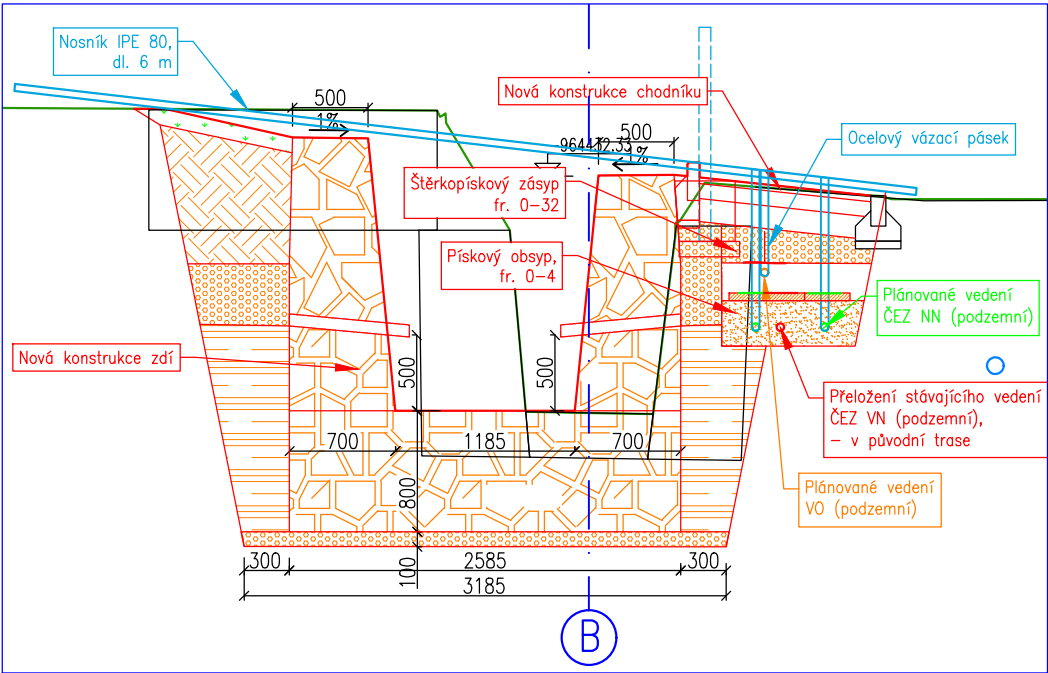 Nosník IPE 80,
dl. 6 m
500
1%
Nová konstrukce chodníku
500
1%
Ocelový vázací pásek
Štěrkopískový zásyp
fr. 0-32
Pískový obsyp,
fr. 0-4
Plánované vedení
ČEZ NN (podzemní)
Nová konstrukce zdí
500
500
Přeložení stávajícího vedení
ČEZ VN (podzemní),
- v původní trase
700
1185
700
Plánované vedení
VO (podzemní)
800
100
300
2585
300
3185
B